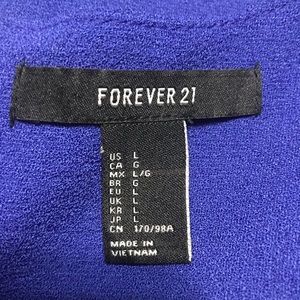 FOREVER 21
US L
CA G
MX L/G
BR G
EU L
UK L
KR L
JP L
CN 170/98A
MADE IN
VIETNAM